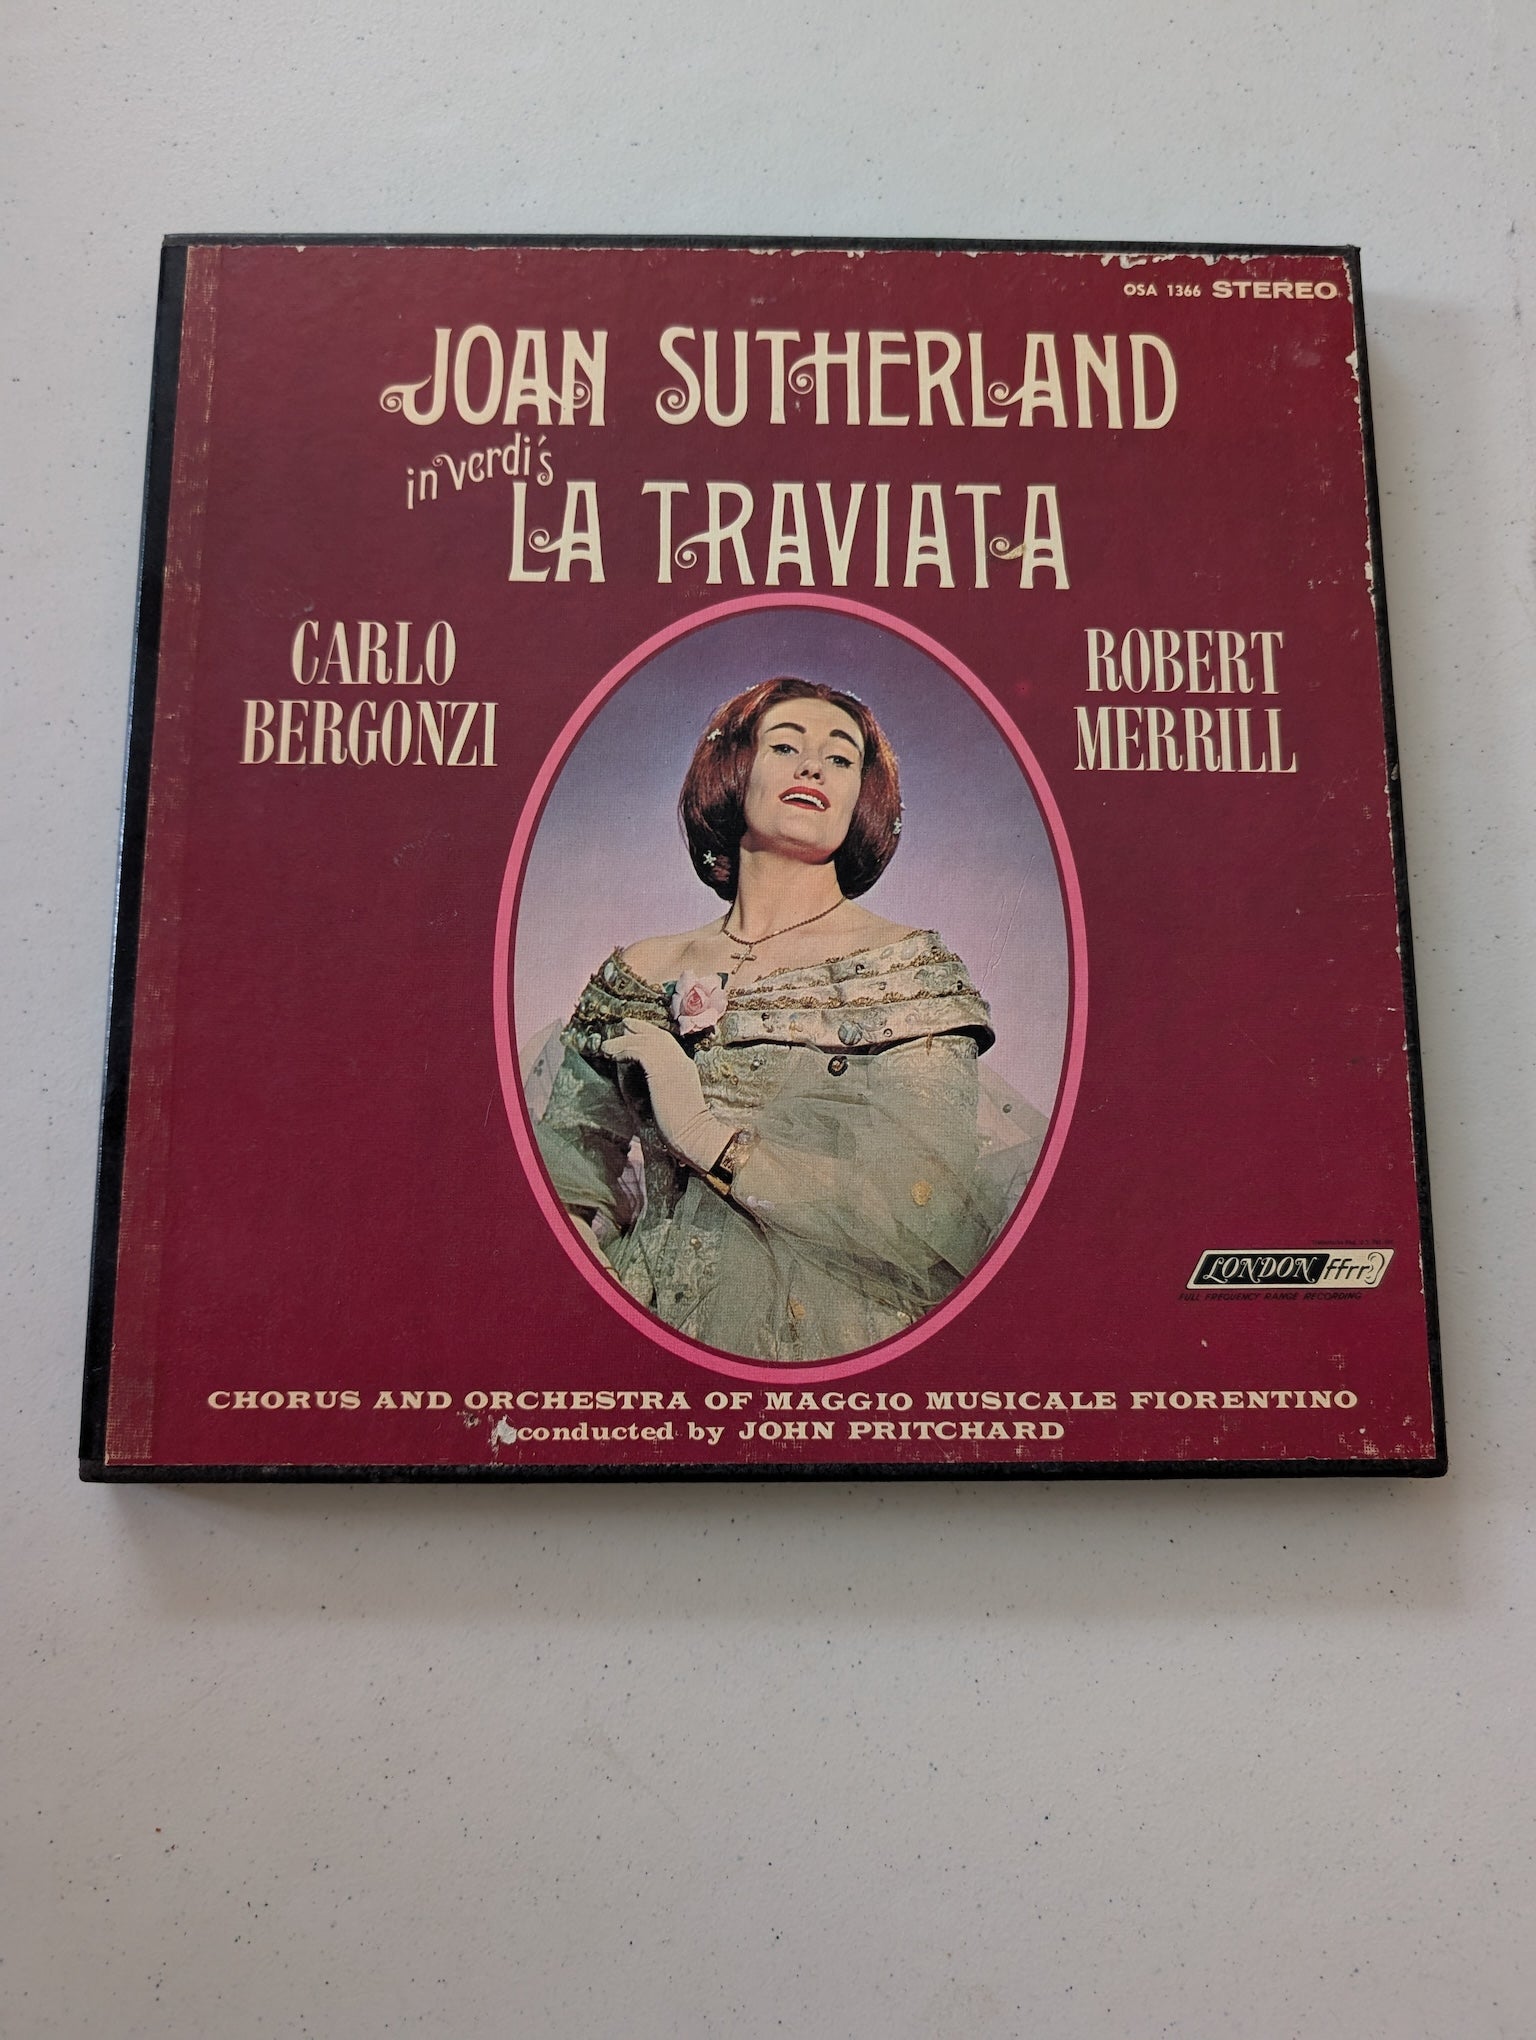 OSA 1366 STEREO
JOAN SUTHERLAND
in verdi's
LA TRAVIATA
CARLO
BERGONZI
ROBERT
MERRILL
LONDON ffrr
FULL FREQUENCY RANGE RECORDING
CHORUS AND ORCHESTRA OF MAGGIO MUSICALE FIORENTINO
conducted by JOHN PRITCHARD